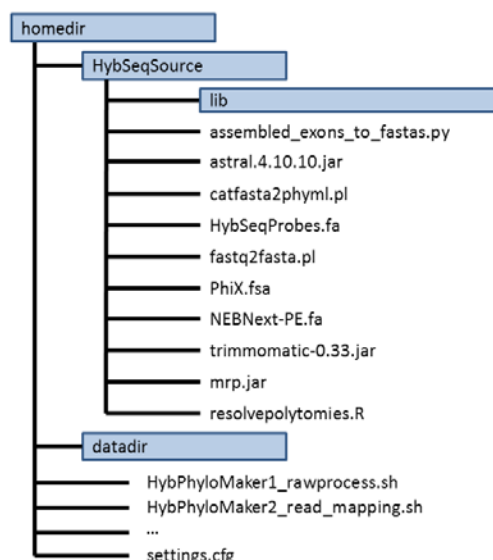 homedir
HybSeqSource
lib
assembled_exons_to_fastas.py
astral.4.10.10.jar
catfasta2phyml.pl
HybSeqProbes.fa
fastq2fasta.pl
PhiX.fsa
NEBNext-PE.fa
trimmomatic-0.33.jar
mrp.jar
resolvepolytomies.R
datadir
HybPhyloMaker1_rawprocess.sh
HybPhyloMaker2_read_mapping.sh
...
settings.cfg